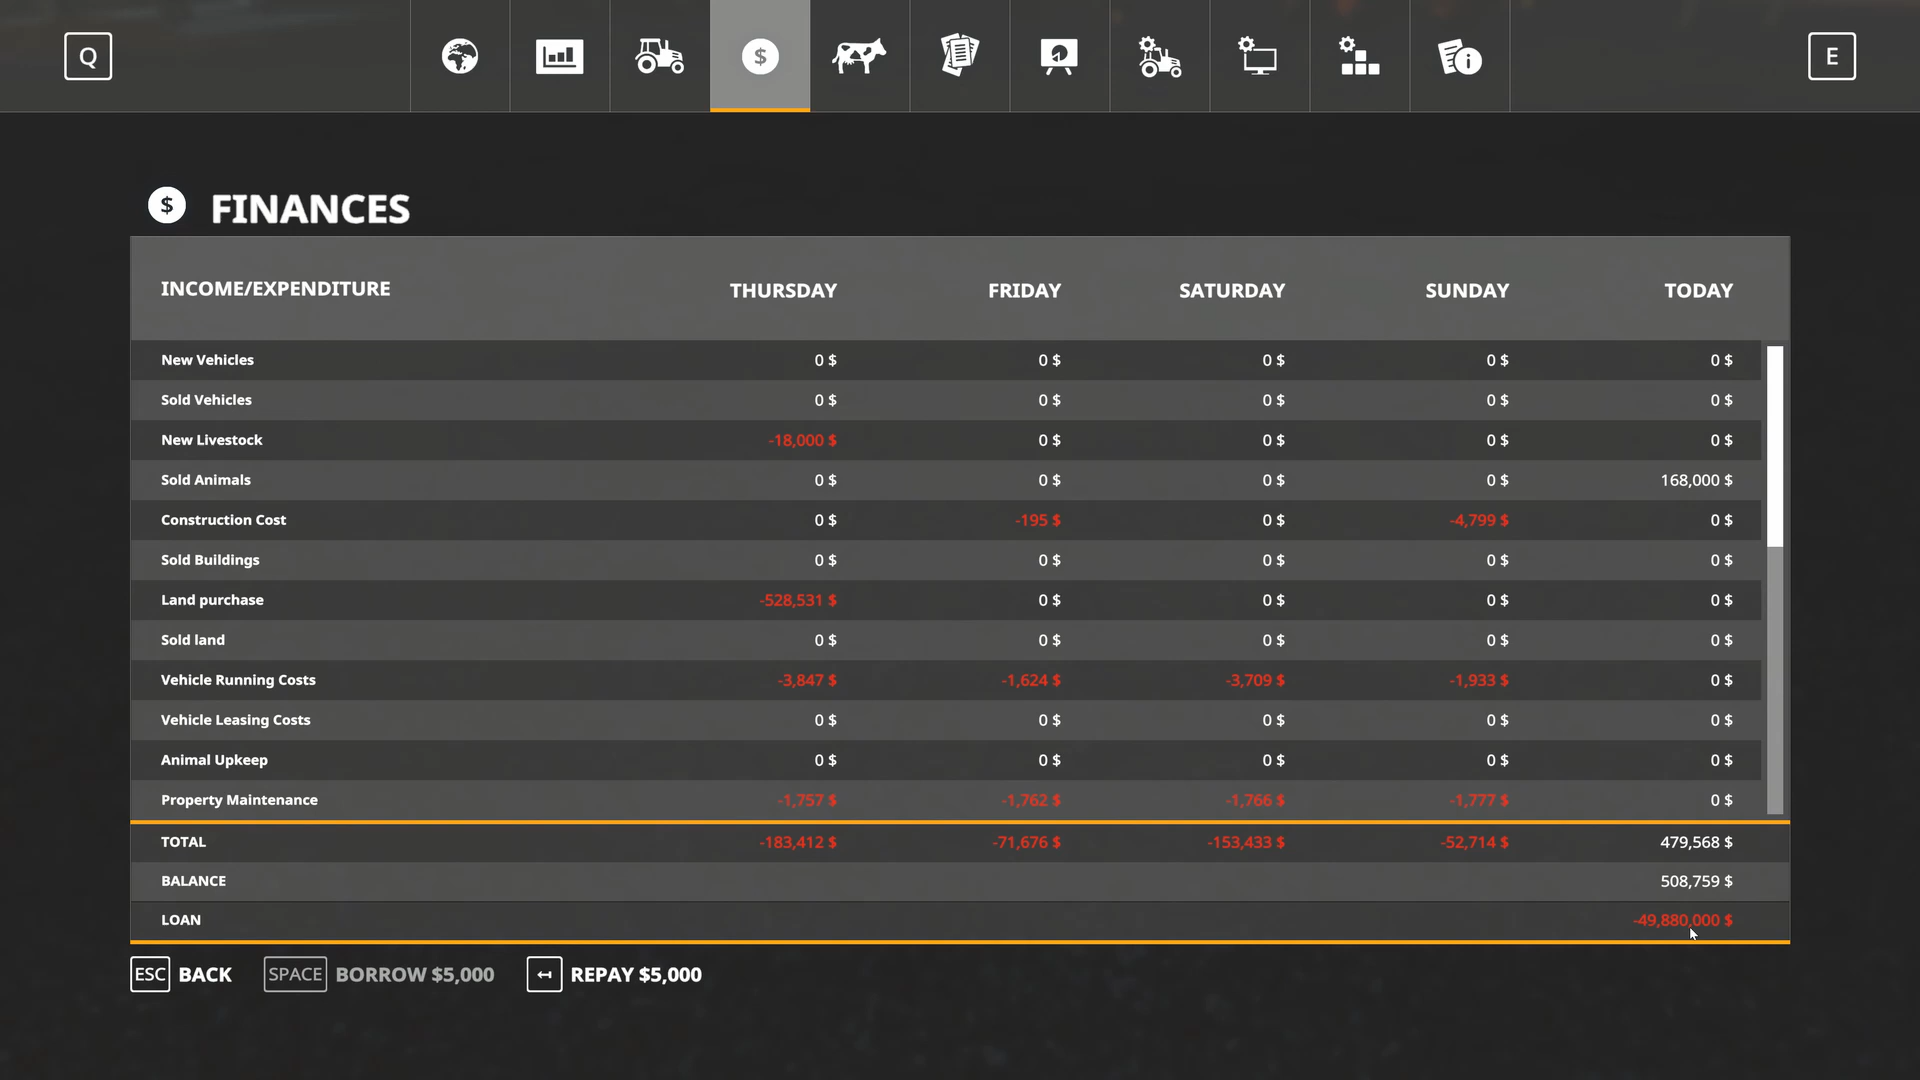 Q
$
E
$ FINANCES
INCOME/EXPENDITURE THURSDAY FRIDAY SATURDAY SUNDAY TODAY
New Vehicles 0 $ 0 $ 0 $ 0 $ 0 $
Sold Vehicles 0 $ 0 $ 0 $ 0 $ 0 $
New Livestock -18,000 $ 0 $ 0 $ 0 $ 0 $
Sold Animals 0 $ 0 $ 0 $ 0 $ 168,000 $
Construction Cost 0 $ -195 $ 0 $ -4,799 $ 0 $
Sold Buildings 0 $ 0 $ 0 $ 0 $ 0 $
Land purchase -528,531 $ 0 $ 0 $ 0 $ 0 $
Sold land 0 $ 0 $ 0 $ 0 $ 0 $
Vehicle Running Costs -3,847 $ -1,624 $ -3,709 $ -1,933 $ 0 $
Vehicle Leasing Costs 0 $ 0 $ 0 $ 0 $ 0 $
Animal Upkeep 0 $ 0 $ 0 $ 0 $ 0 $
Property Maintenance -1,757 $ -1,762 $ -1,766 $ -1,777 $ 0 $
TOTAL -183,412 $ -71,676 $ -153,433 $ -52,714 $ 479,568 $
BALANCE 508,759 $
LOAN -49,880,000 $
ESC BACK SPACE BORROW $5,000 REPAY $5,000